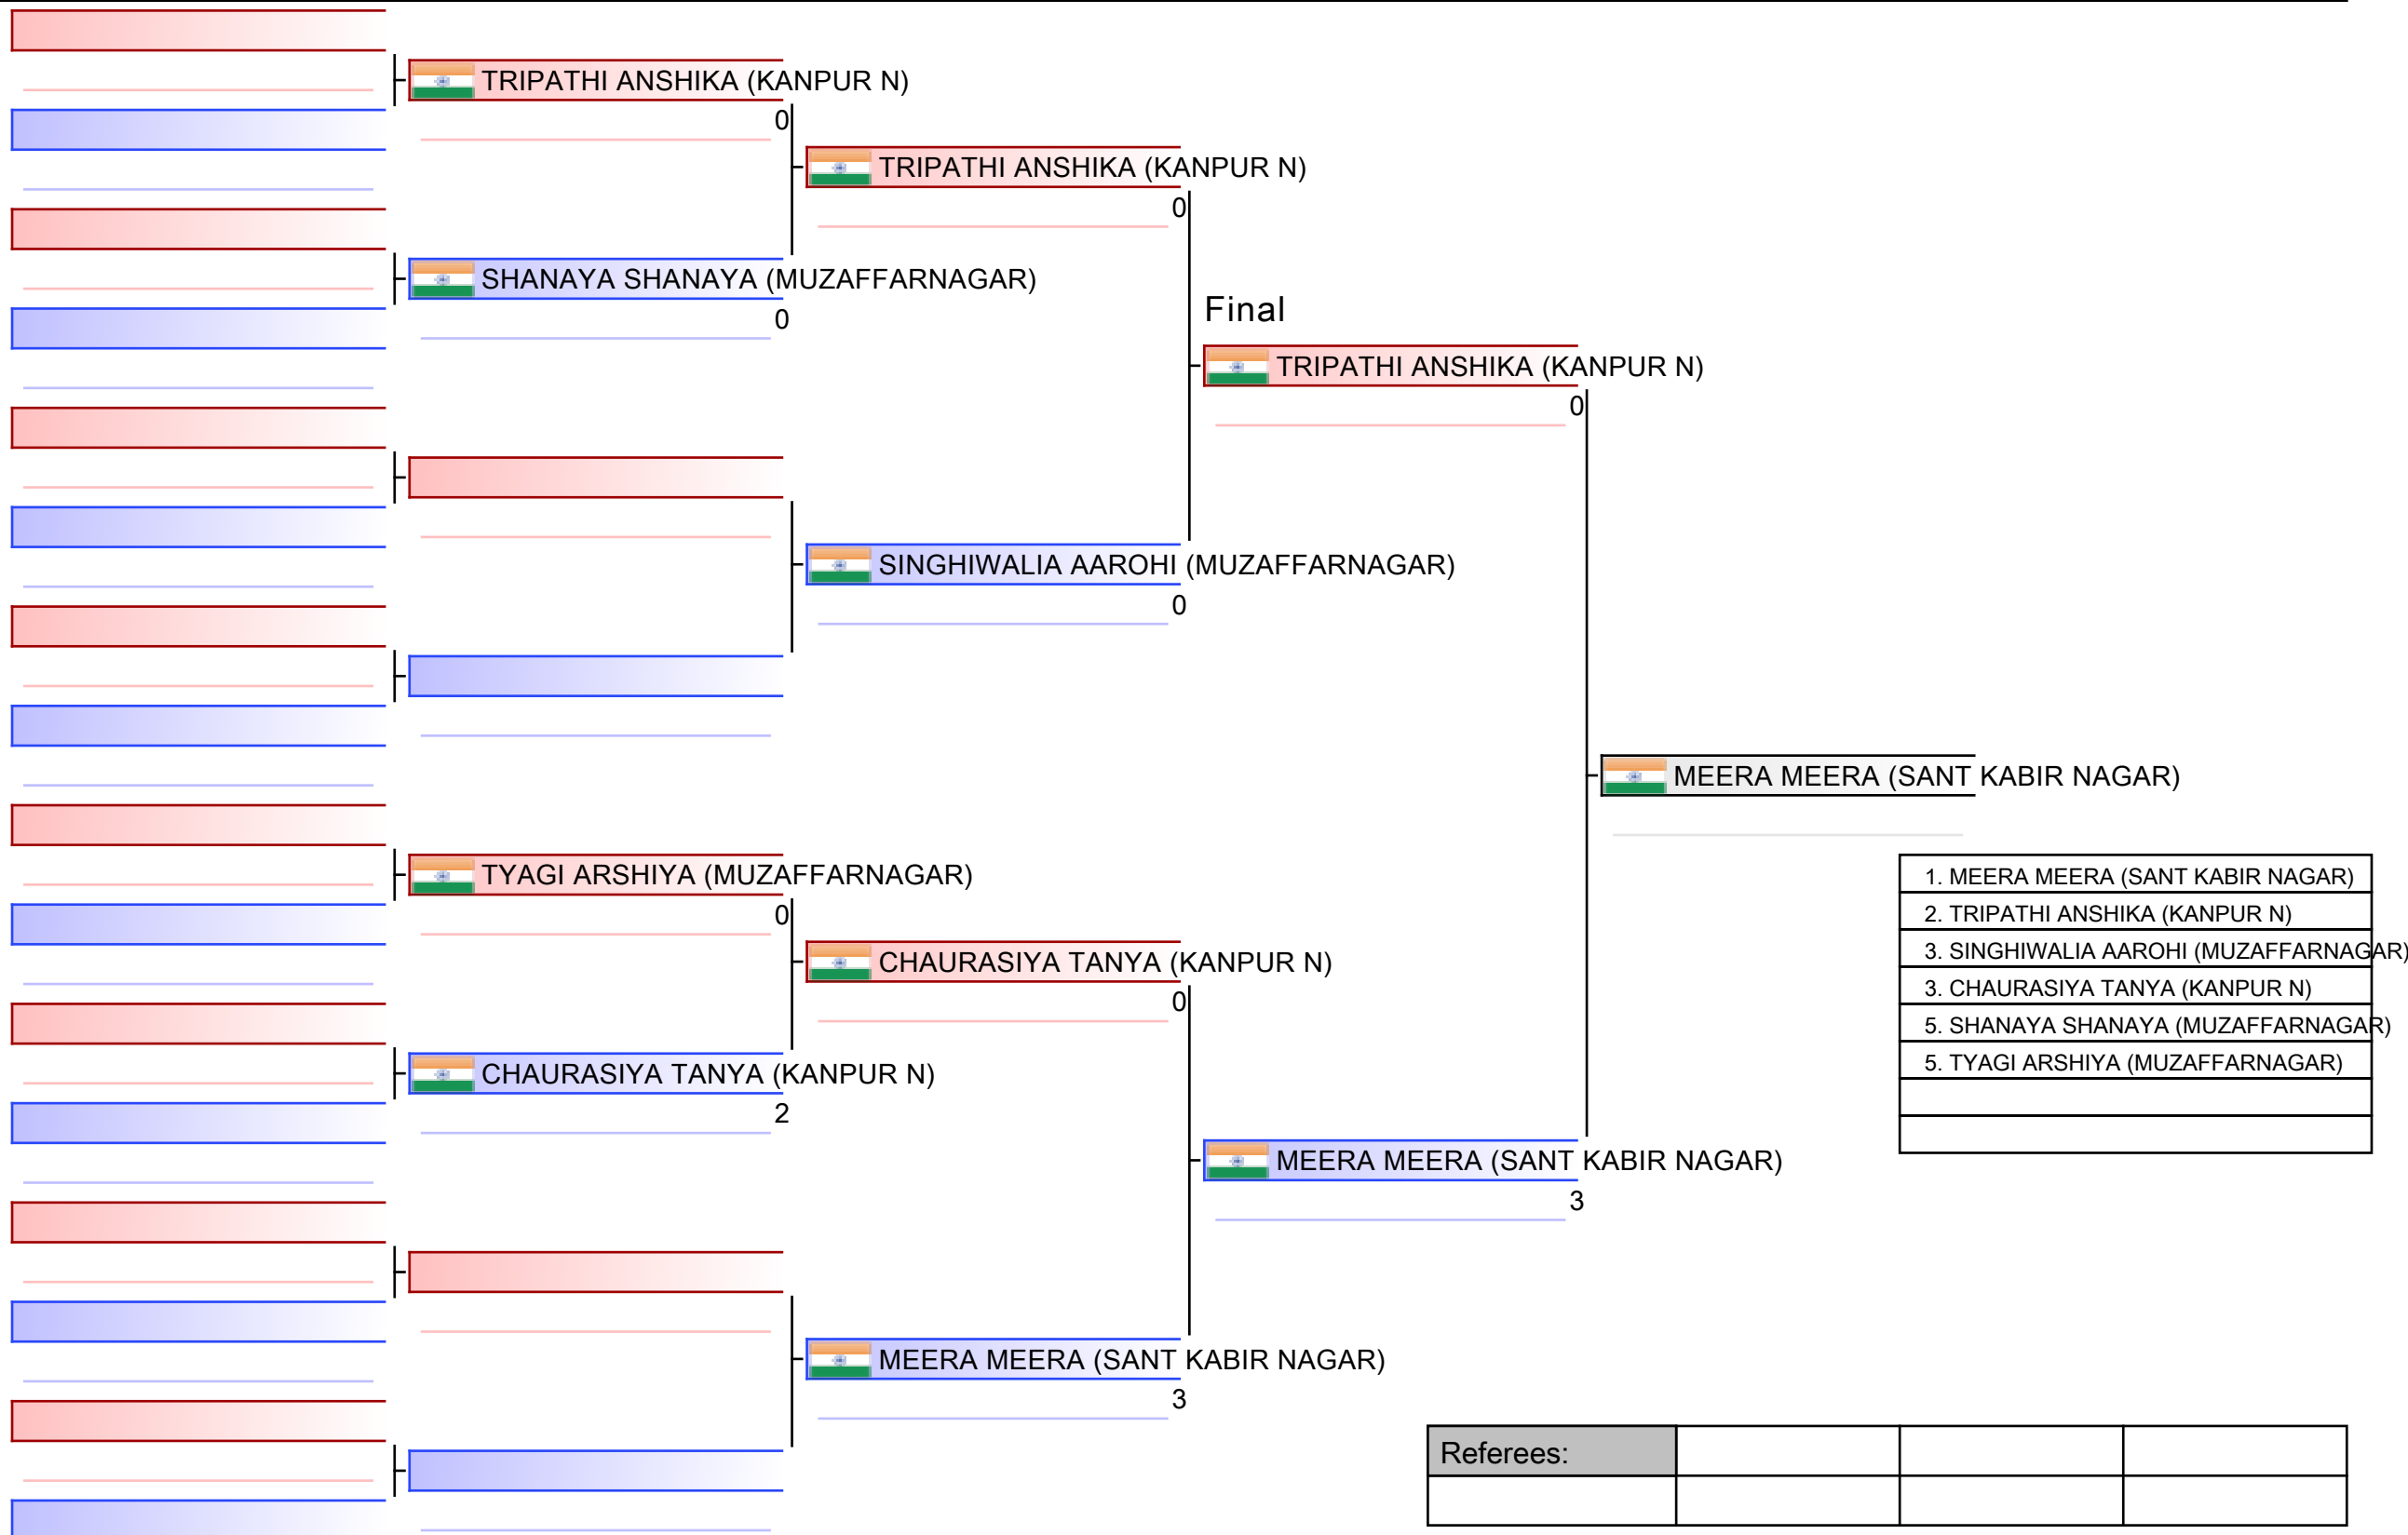 TRIPATHI ANSHIKA (KANPUR N)
0
TRIPATHI ANSHIKA (KANPUR N)
0
SHANAYA SHANAYA (MUZAFFARNAGAR)
0
Final
TRIPATHI ANSHIKA (KANPUR N)
0
SINGHIWALIA AAROHI (MUZAFFARNAGAR)
0
MEERA MEERA (SANT KABIR NAGAR)
TYAGI ARSHIYA (MUZAFFARNAGAR)
0
CHAURASIYA TANYA (KANPUR N)
0
CHAURASIYA TANYA (KANPUR N)
2
MEERA MEERA (SANT KABIR NAGAR)
3
MEERA MEERA (SANT KABIR NAGAR)
3
1. MEERA MEERA (SANT KABIR NAGAR)
2. TRIPATHI ANSHIKA (KANPUR N)
3. SINGHIWALIA AAROHI (MUZAFFARNAGAR)
3. CHAURASIYA TANYA (KANPUR N)
5. SHANAYA SHANAYA (MUZAFFARNAGAR)
5. TYAGI ARSHIYA (MUZAFFARNAGAR)
Referees: